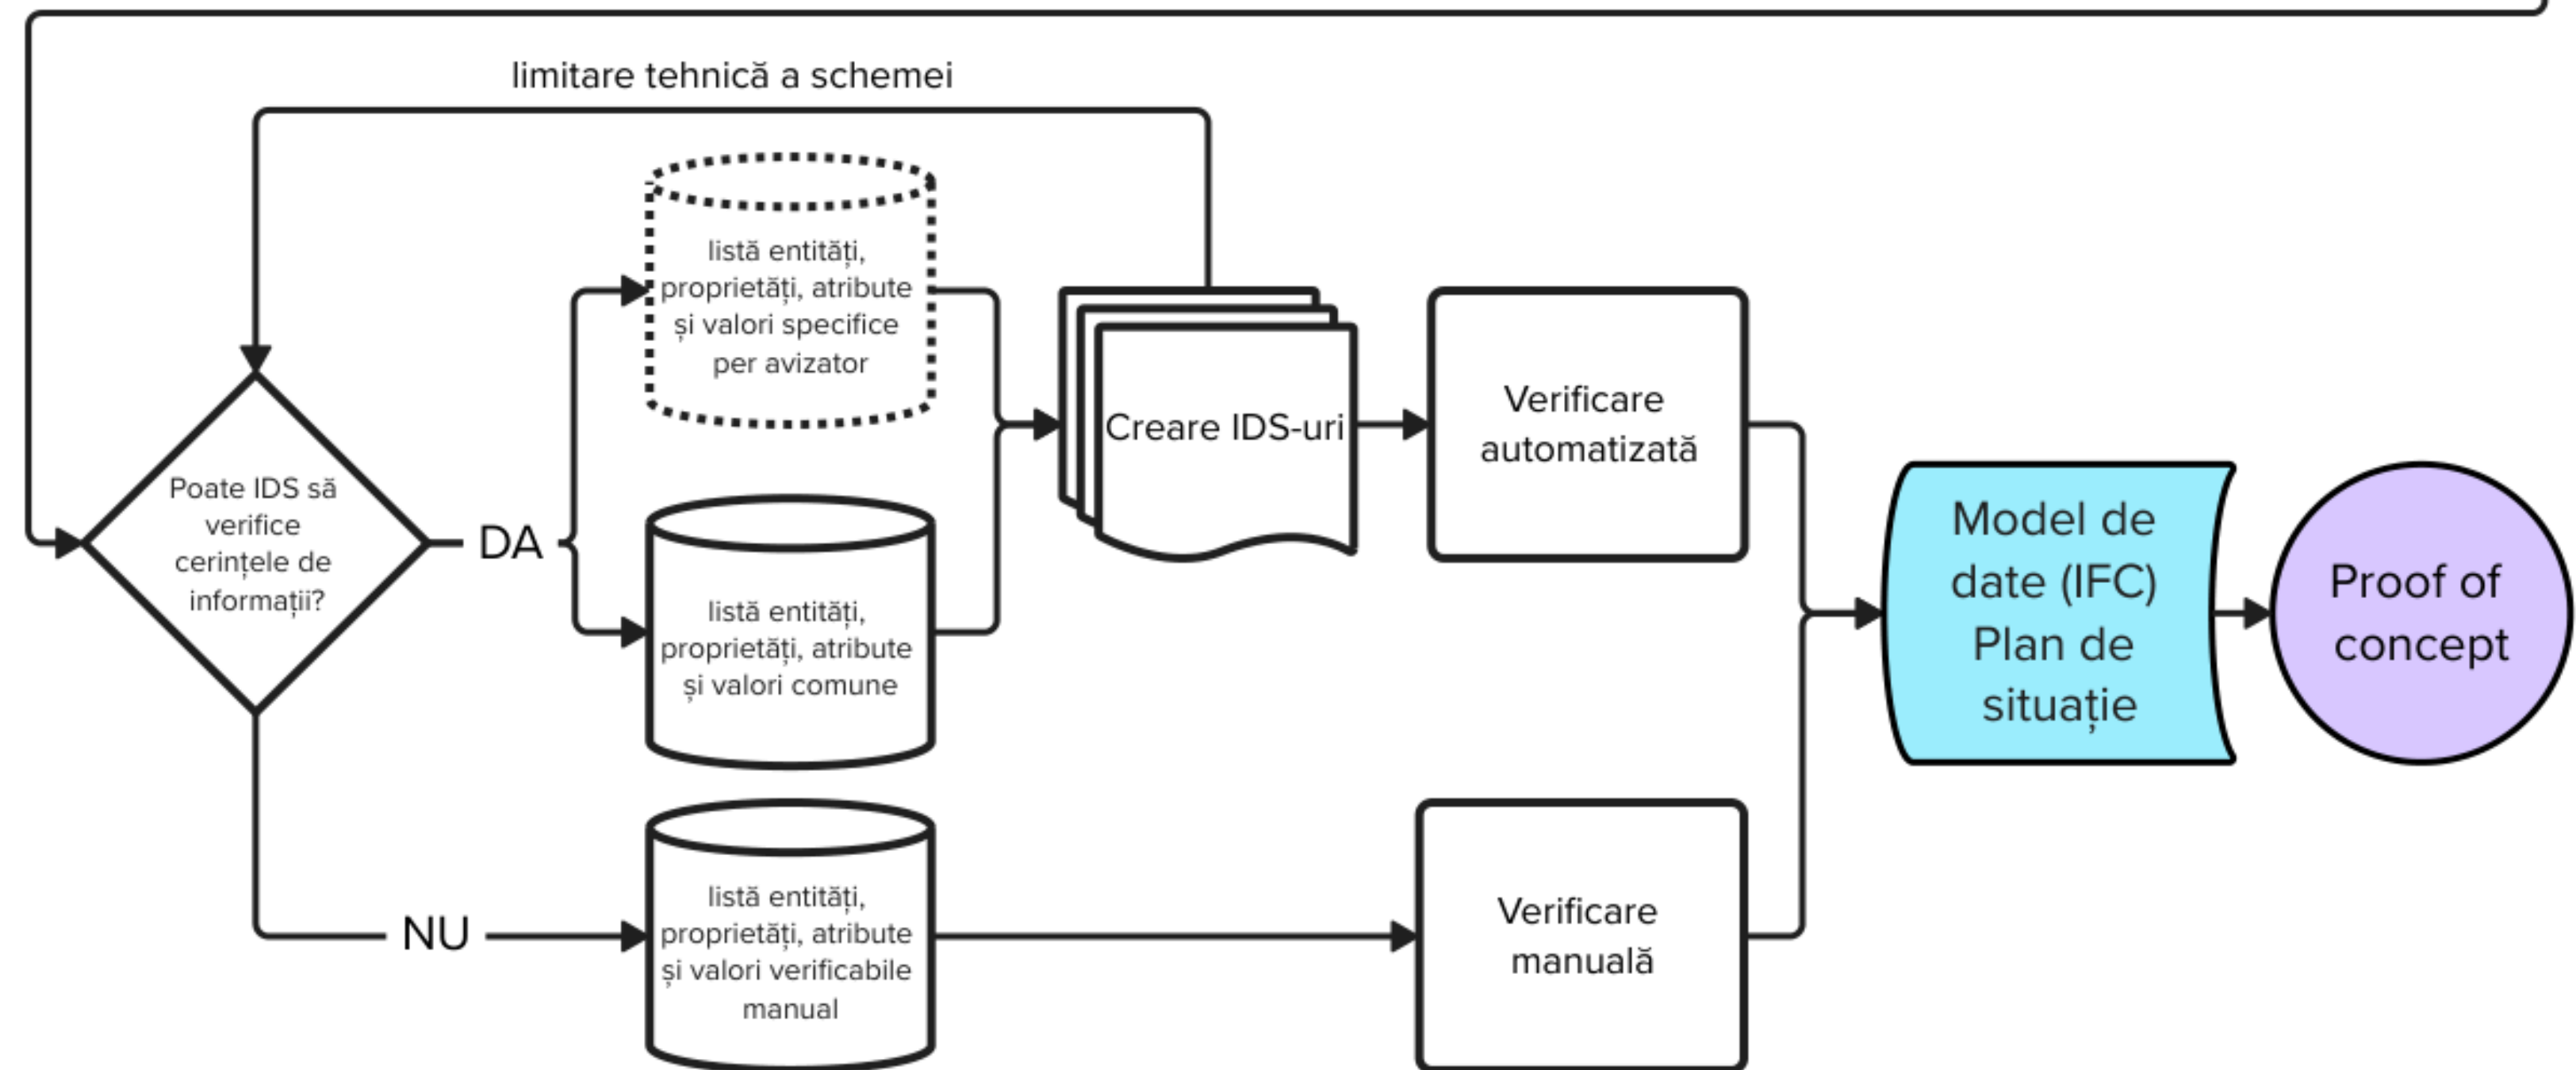 limitare tehnică a schemei
Poate IDS să
verifice
cerințele de
informații?
DA
listă entități,
proprietăți, atribute
și valori specifice
per avizator
listă entități,
proprietăți, atribute
și valori comune
Creare IDS-uri
Verificare
automatizată
NU
listă entități,
proprietăți, atribute
și valori verificabile
manual
Verificare
manuală
Model de
date (IFC)
Plan de
situație
Proof of
concept